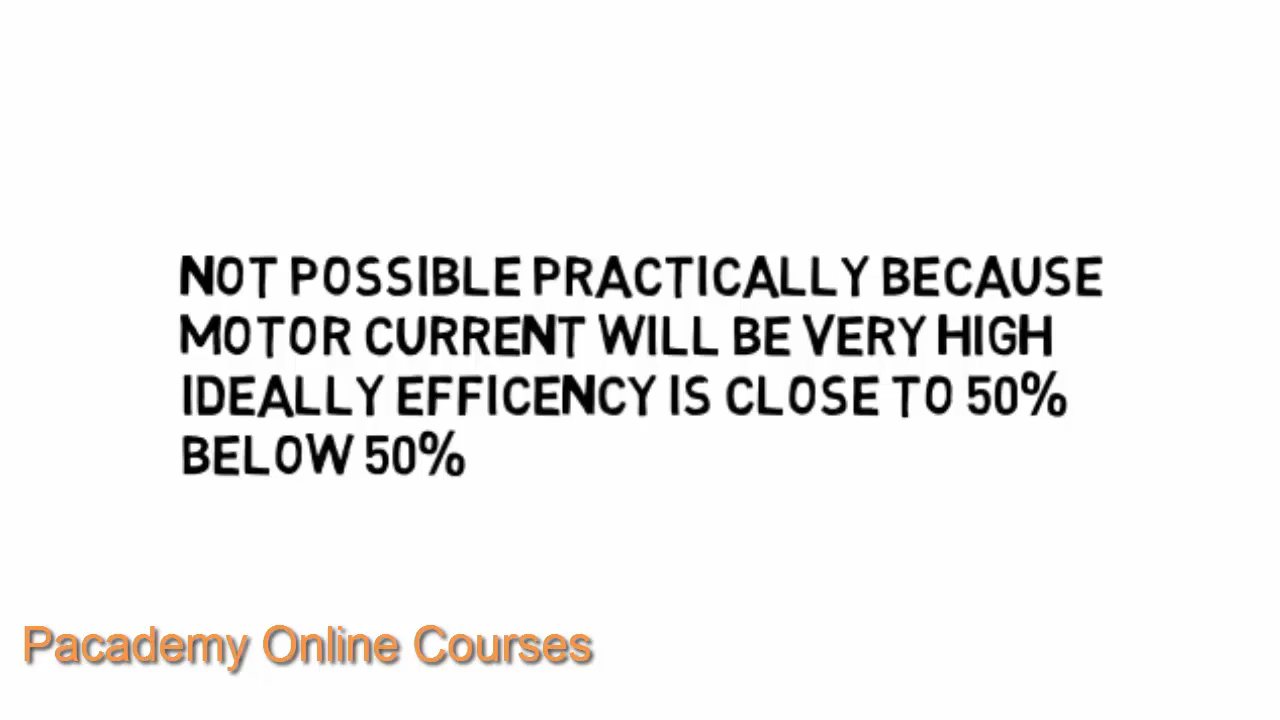 NOT POSSIBLE PRACTICALLY BECAUSE
MOTOR CURRENT WILL BE VERY HIGH
IDEALLY EFFICENCY IS CLOSE TO 50%
BELOW 50%
Pacademy Online Courses